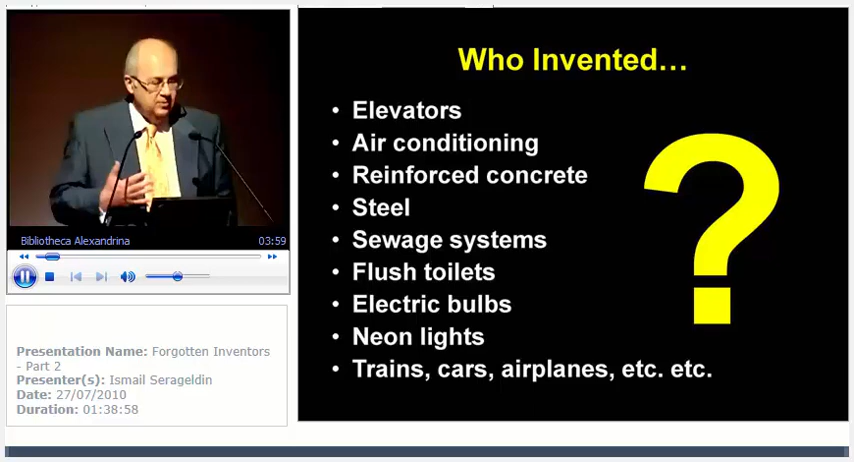 Bibliotheca Alexandrina 03:59
Presentation Name: Forgotten Inventors
- Part 2
Presenter(s): Ismail Serageldin
Date: 27/07/2010
Duration: 01:38:58
Who Invented...
• Elevators
• Air conditioning
• Reinforced concrete
• Steel
• Sewage systems
• Flush toilets
• Electric bulbs
• Neon lights
• Trains, cars, airplanes, etc. etc.
?